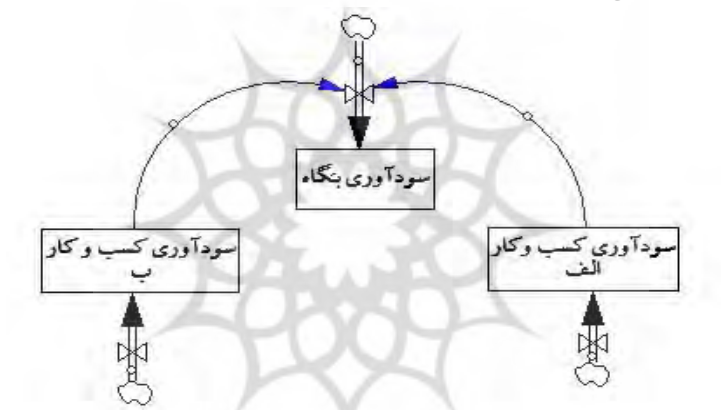 سودآوری بنگاه
سودآوری کسب وکار
الف
سودآوری کسب و کار
ب